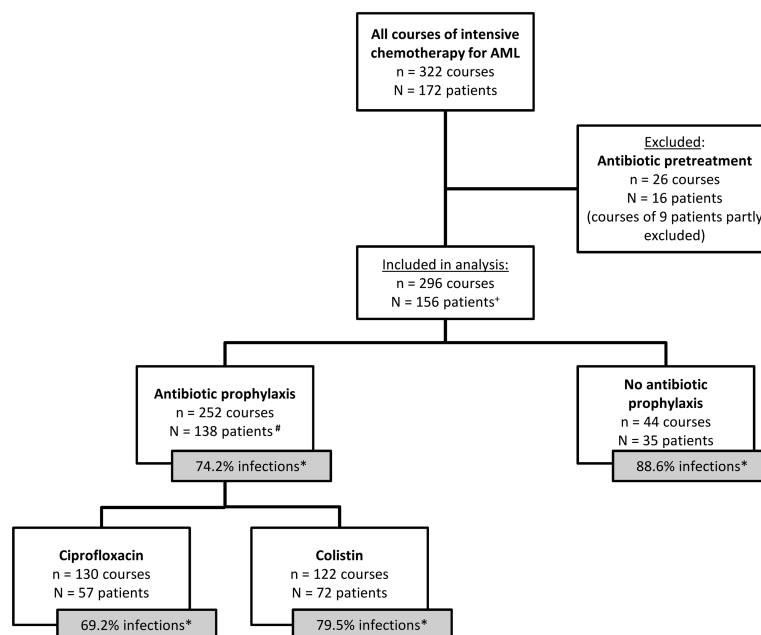 All courses of intensive
chemotherapy for AML
n = 322 courses
N = 172 patients
Excluded:
Antibiotic pretreatment
n = 26 courses
N = 16 patients
(courses of 9 patients partly
excluded)
Included in analysis:
n = 296 courses
N = 156 patients⁺
Antibiotic prophylaxis
n = 252 courses
N = 138 patients #
74.2% infections*
No antibiotic
prophylaxis
n = 44 courses
N = 35 patients
88.6% infections*
Ciprofloxacin
n = 130 courses
N = 57 patients
69.2% infections*
Colistin
n = 122 courses
N = 72 patients
79.5% infections*